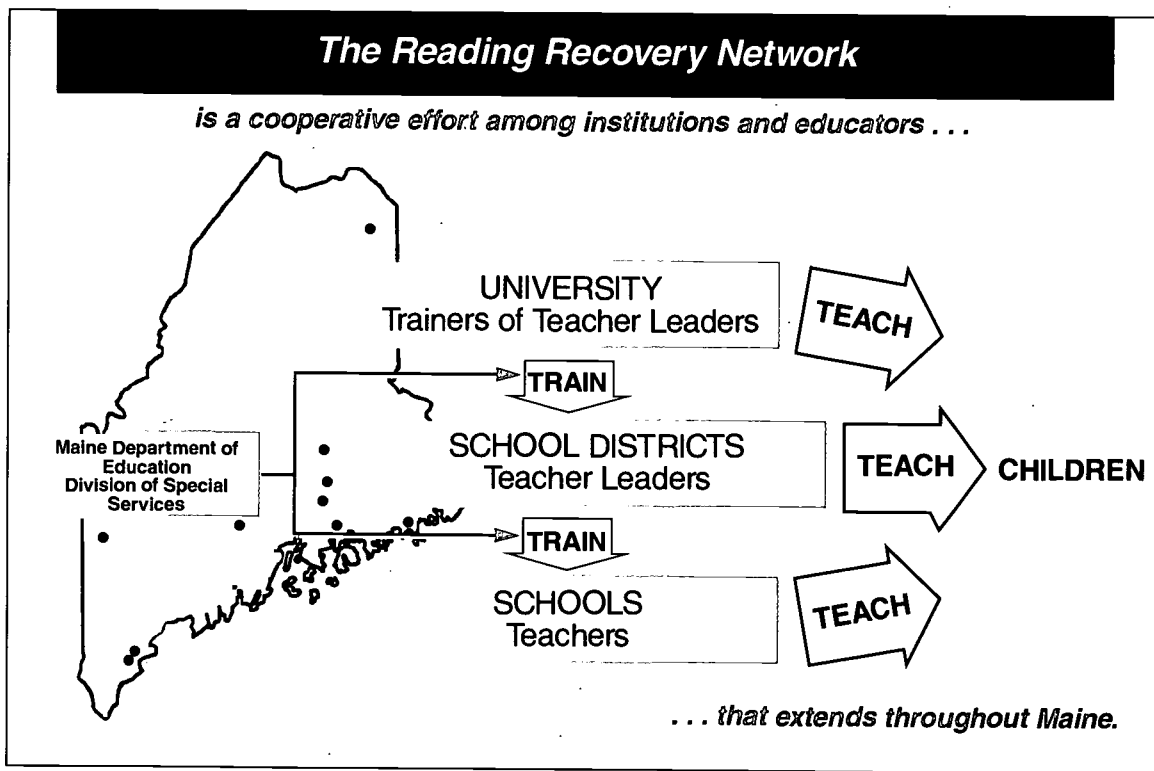 The Reading Recovery Network
is a cooperative effort among institutions and educators . . .
UNIVERSITY
Trainers of Teacher Leaders
TEACH
TRAIN
Maine Department of
Education
Division of Special
Services
SCHOOL DISTRICTS
Teacher Leaders
TEACH
CHILDREN
TRAIN
SCHOOLS
Teachers
TEACH
. . . that extends throughout Maine.